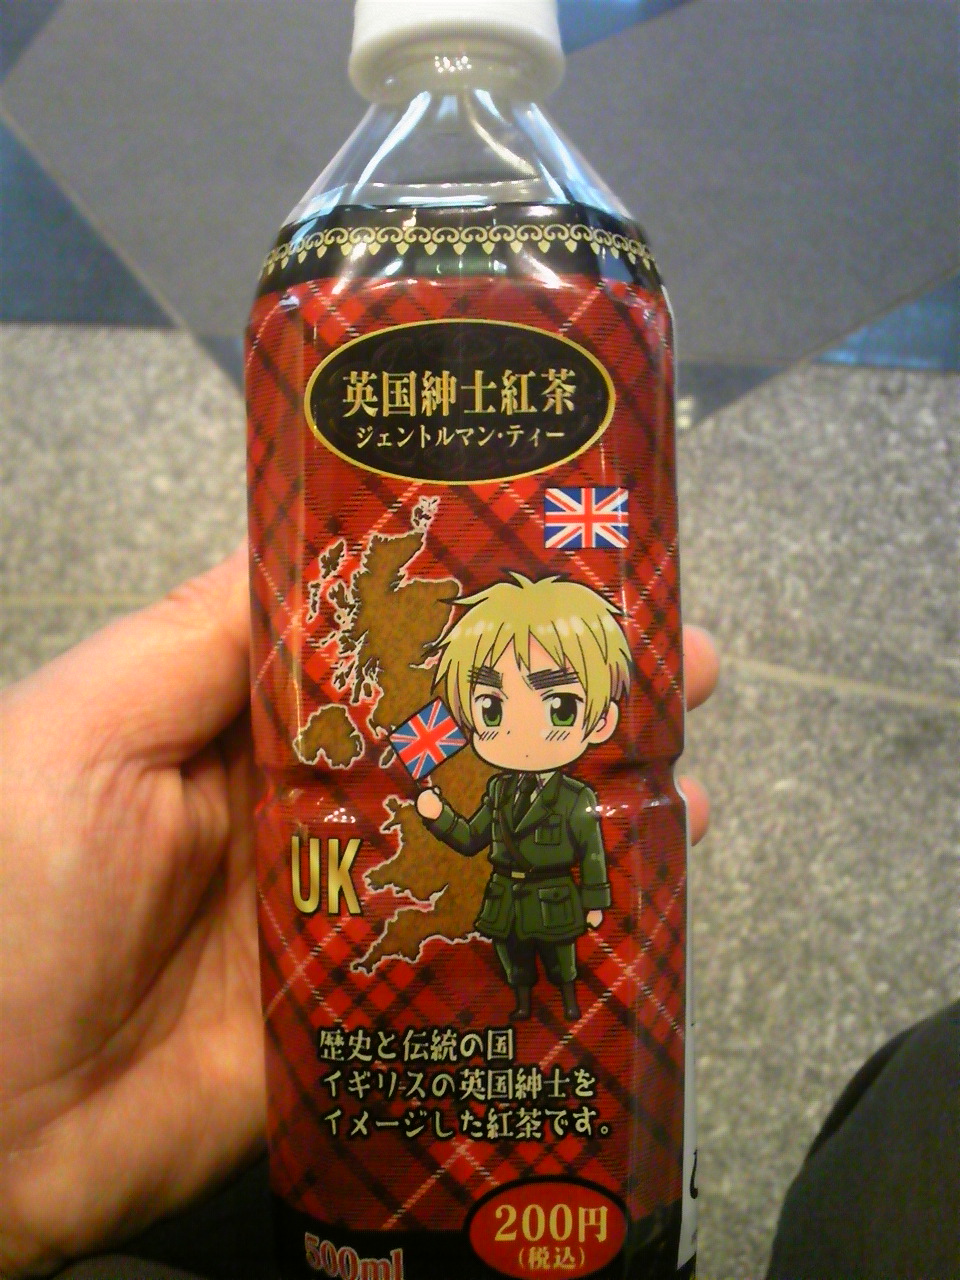 英国紳士紅茶
ジェントルマン・ティー
UK
歴史と伝統の国
イギリスの英国紳士を
イメージした紅茶です。
200円
(税込)
500ml